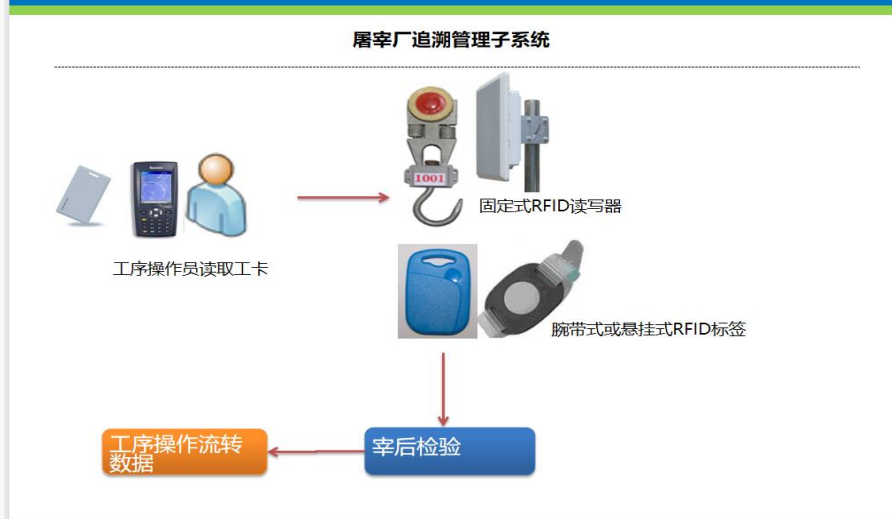 屠宰厂追溯管理子系统
1001
固定式RFID读写器
工序操作员读取工卡
腕带式或悬挂式RFID标签
工序操作流转
数据
宰后检验